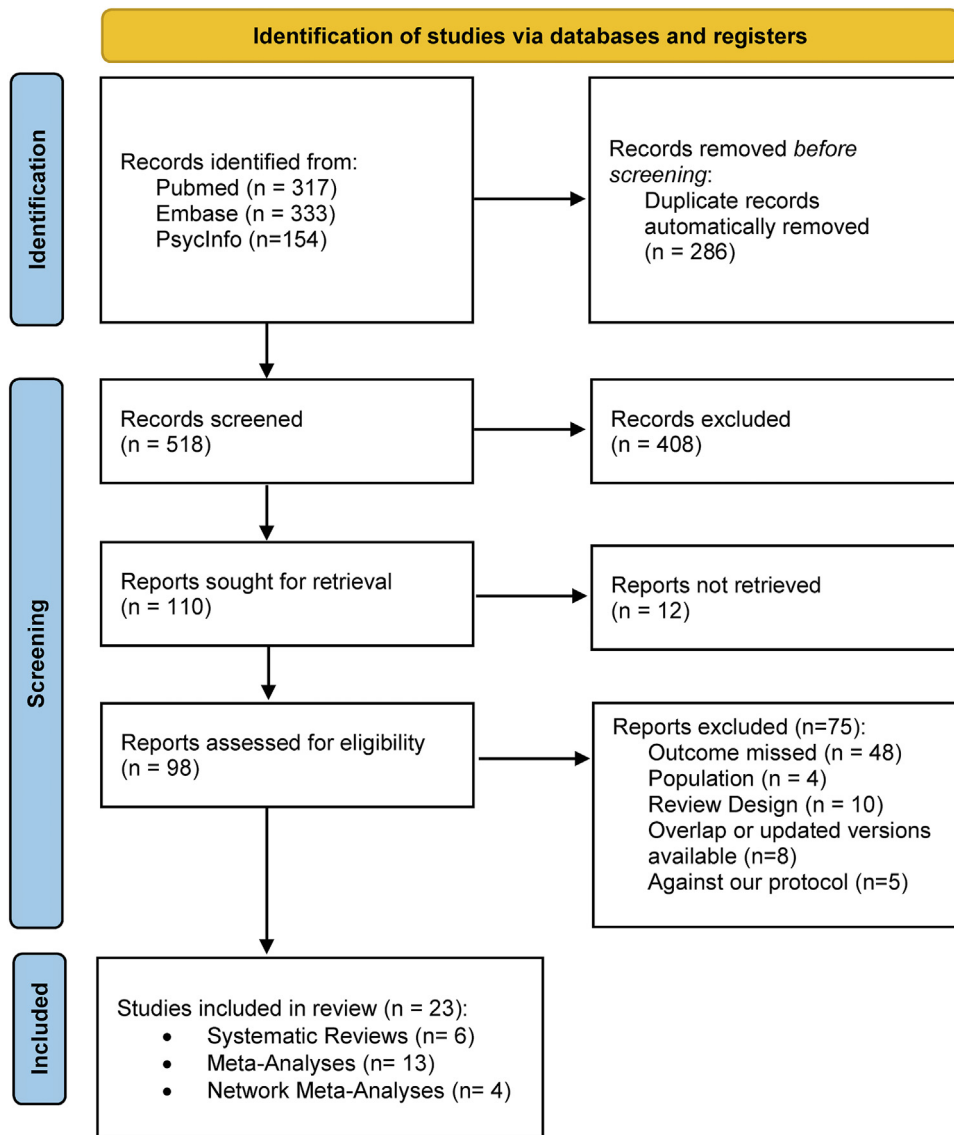 Identification of studies via databases and registers
Identification
Records identified from:
Pubmed (n = 317)
Embase (n = 333)
PsycInfo (n=154)
Records removed before
screening:
Duplicate records
automatically removed
(n = 286)
Screening
Records screened
(n = 518)
Records excluded
(n = 408)
Reports sought for retrieval
(n = 110)
Reports not retrieved
(n = 12)
Reports assessed for eligibility
(n = 98)
Reports excluded (n=75):
Outcome missed (n = 48)
Population (n = 4)
Review Design (n = 10)
Overlap or updated versions
available (n=8)
Against our protocol (n=5)
Included
Studies included in review (n = 23):
• Systematic Reviews (n= 6)
• Meta-Analyses (n= 13)
• Network Meta-Analyses (n= 4)